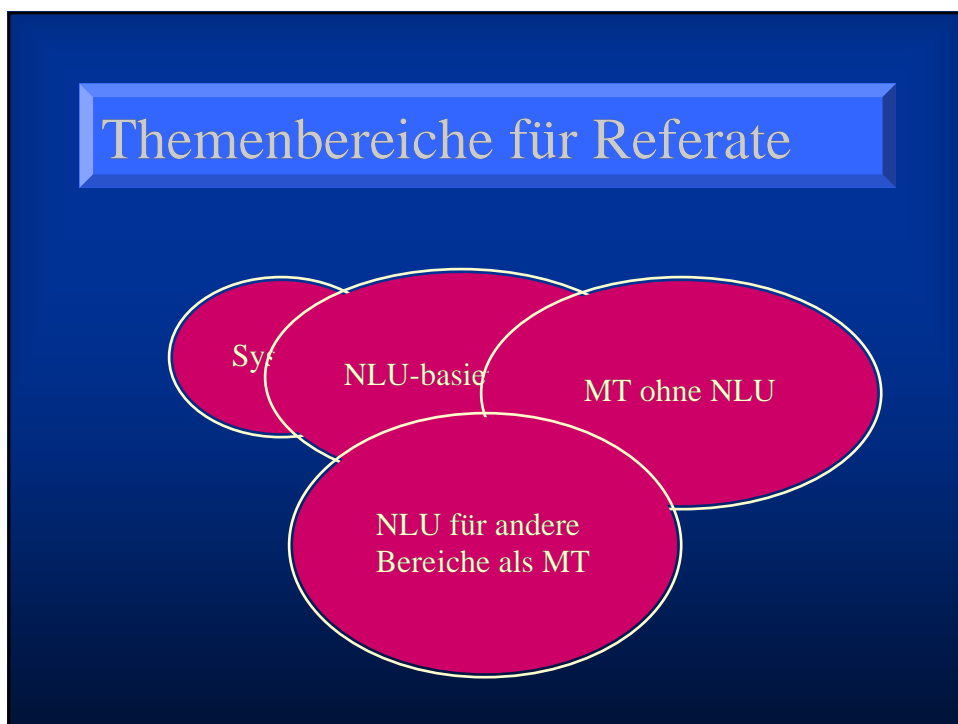 Themenbereiche für Referate
NLU-basie
MT ohne NLU
NLU für andere
Bereiche als MT